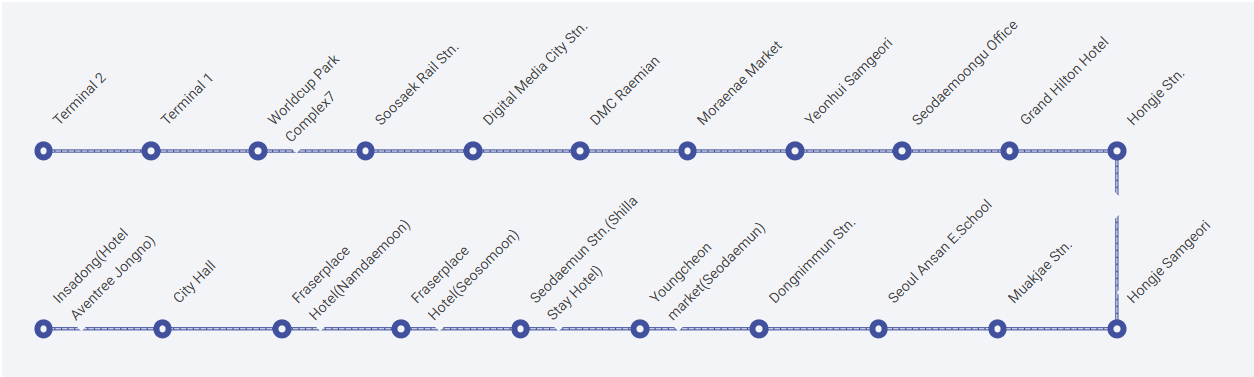 Terminal 2
Terminal 1
Worldcup Park
Complex7
Soosaek Rail Stn.
Digital Media City Stn.
DMC Raemian
Moraenae Market
Yeonhui Samgeori
Seodaemoongu Office
Grand Hilton Hotel
Hongje Stn.
Insadong(Hotel
Aventree Jongno)
City Hall
Fraserplace
Hotel(Namdaemoon)
Fraserplace
Hotel(Seosomoon)
Seodaemun Stn.(Shilla
Stay Hotel)
Youngcheon
market(Seodaemun)
Dongnimmun Stn.
Seoul Ansan E.School
Muakjae Stn.
Hongje Samgeori